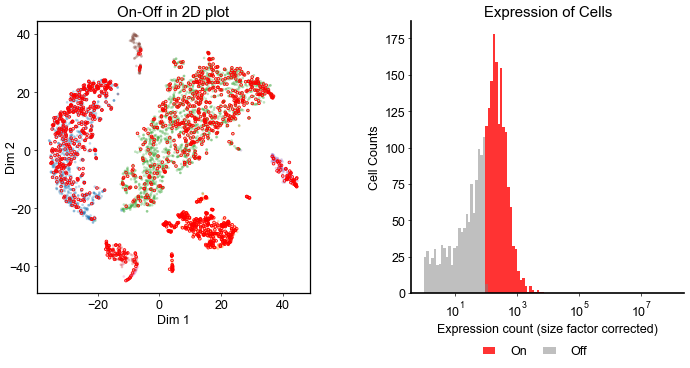 On-Off in 2D plot
40
20
0
−20
−40
Dim 2
−20
0
20
40
Dim 1
Expression of Cells
175
150
125
100
75
50
25
0
Cell Counts
10^1
10^3
10^5
10^7
Expression count (size factor corrected)
On
Off